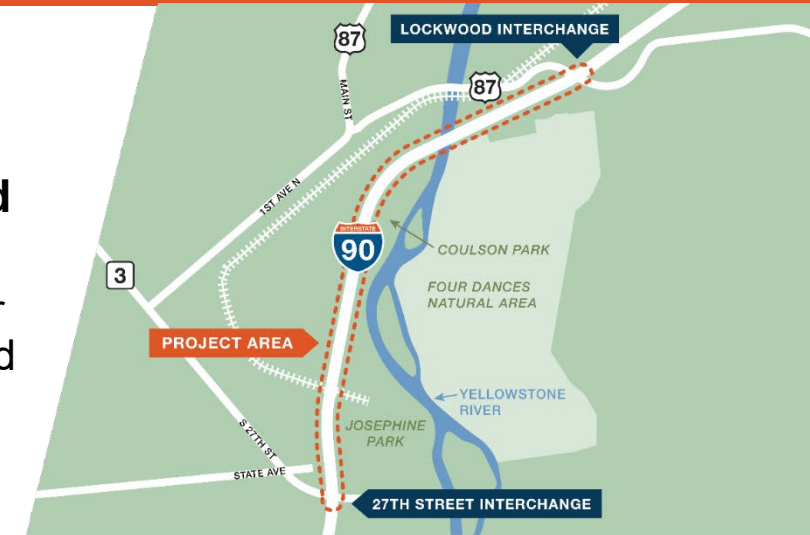 87
LOCKWOOD INTERCHANGE
MAIN ST
87
1ST AVE N
INTERSTATE
90
COULSON PARK
3
FOUR DANCES
NATURAL AREA
PROJECT AREA
YELLOWSTONE
RIVER
JOSEPHINE
PARK
S 27TH ST
STATE AVE
27TH STREET INTERCHANGE